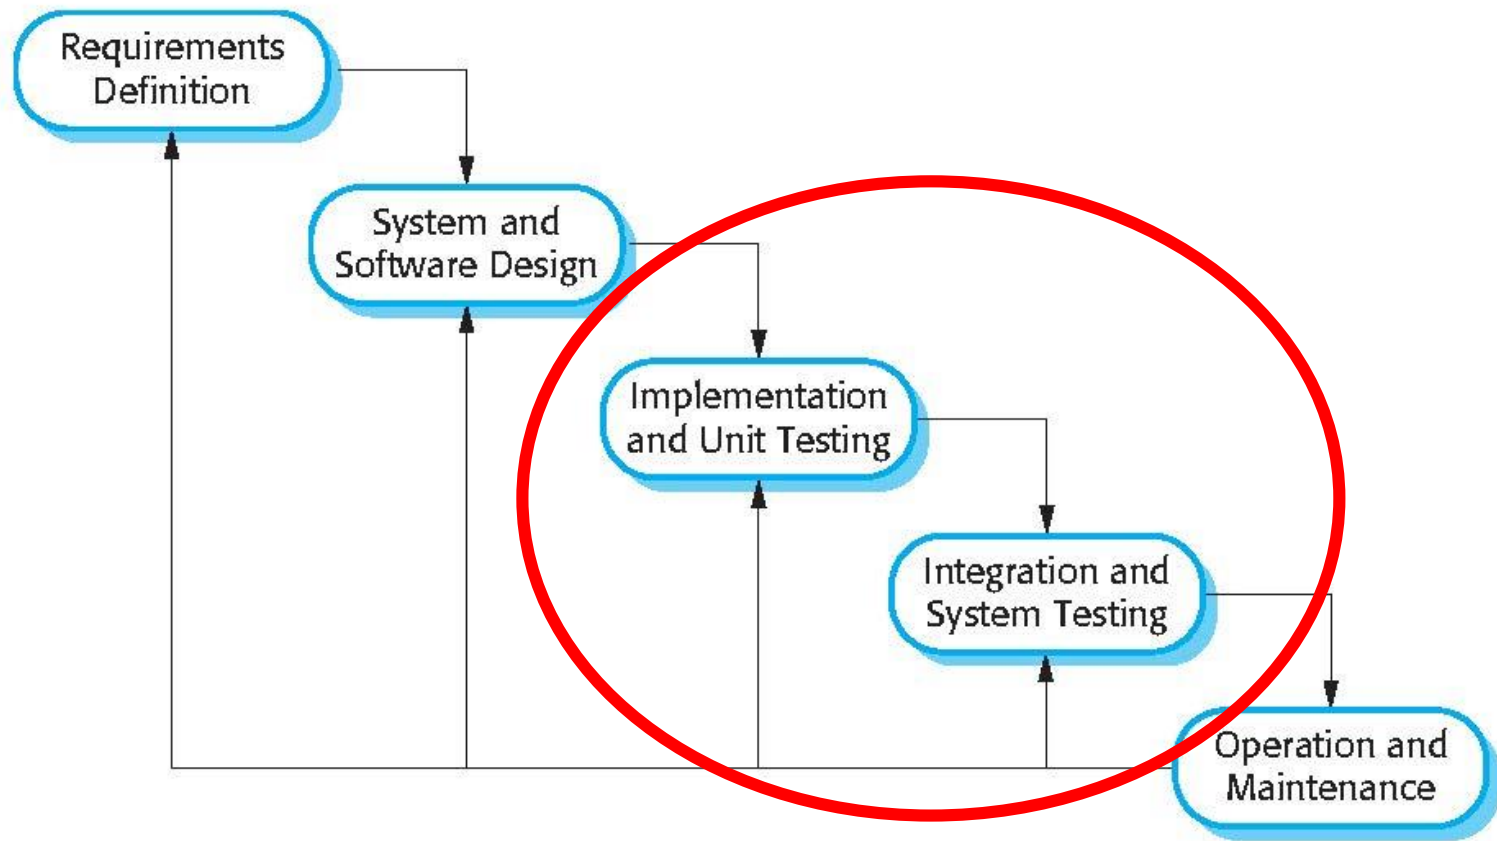 Requirements
Definition
System and
Software Design
Implementation
and Unit Testing
Integration and
System Testing
Operation and
Maintenance